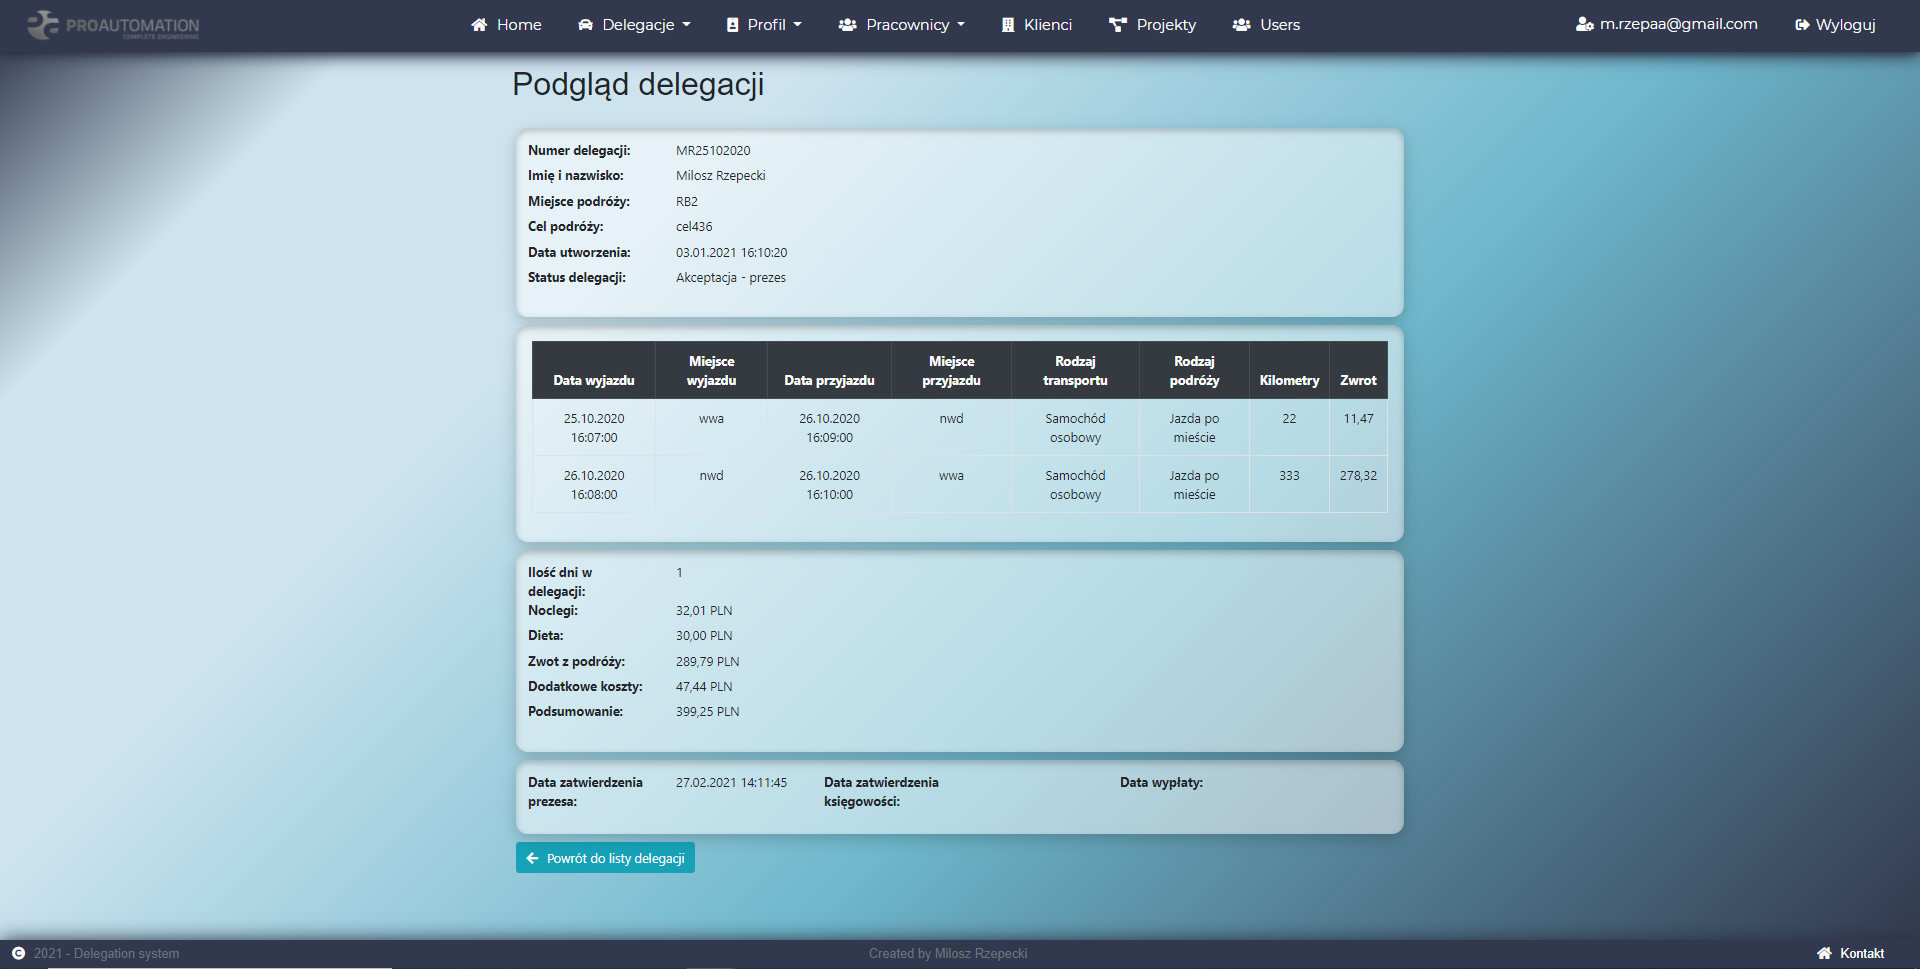 PROAUTOMATION
COMPLETE ENGINEERING
Home
Delegacje
Profil
Pracownicy
Klienci
Projekty
Users
m.rzepaa@gmail.com
Wyloguj
Podgląd delegacji
Numer delegacji: MR25102020
Imię i nazwisko: Milosz Rzepecki
Miejsce podróży: RB2
Cel podróży: cel436
Data utworzenia: 03.01.2021 16:10:20
Status delegacji: Akceptacja - prezes
Miejsce Miejsce Rodzaj Rodzaj
Data wyjazdu wyjazdu Data przyjazdu przyjazdu transportu podróży Kilometry Zwrot
25.10.2020 wwa 26.10.2020 nwd Samochód Jazda po 22 11,47
16:07:00 16:09:00 osobowy mieście
26.10.2020 nwd 26.10.2020 wwa Samochód Jazda po 333 278,32
16:08:00 16:10:00 osobowy mieście
Ilość dni w 1
delegacji:
Noclegi: 32,01 PLN
Dieta: 30,00 PLN
Zwot z podróży: 289,79 PLN
Dodatkowe koszty: 47,44 PLN
Podsumowanie: 399,25 PLN
Data zatwierdzenia 27.02.2021 14:11:45 Data zatwierdzenia Data wypłaty:
prezesa: księgowości:
Powrót do listy delegacji
2021 - Delegation system
Created by Milosz Rzepecki
Kontakt